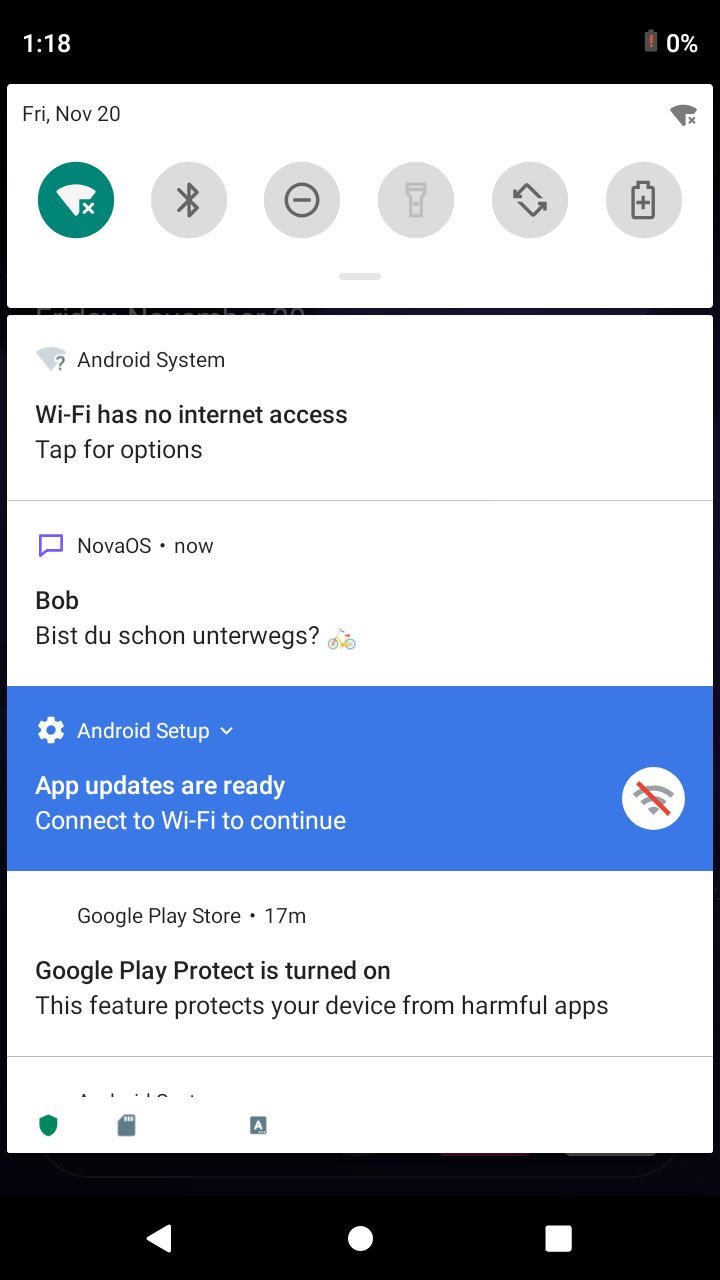 1:18
0%
Fri, Nov 20
Android System
Wi-Fi has no internet access
Tap for options
NovaOS • now
Bob
Bist du schon unterwegs? 🚲
Android Setup
App updates are ready
Connect to Wi-Fi to continue
Google Play Store • 17m
Google Play Protect is turned on
This feature protects your device from harmful apps
A